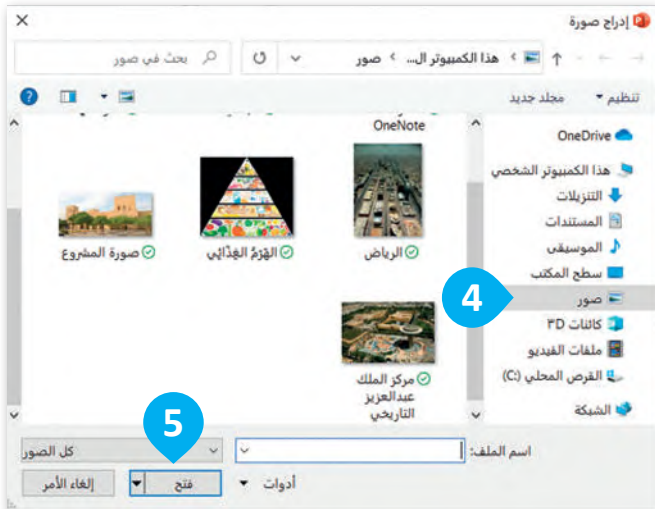 إدراج صورة
هذا الكمبيوتر ال... › صور
بحث في صور
تنظيم
مجلد جديد
OneDrive
هذا الكمبيوتر الشخصي
التنزيلات
المستندات
الموسيقى
سطح المكتب
صور
4
كائنات ٣D
ملفات الفيديو
القرص المحلي (C:)
الشبكة
OneNote
الرياض
الهَرَمُ الغِذَائِي
صورة المشروع
مركز الملك
عبدالعزيز
التاريخي
5
اسم الملف:
كل الصور
أدوات
فتح
إلغاء الأمر